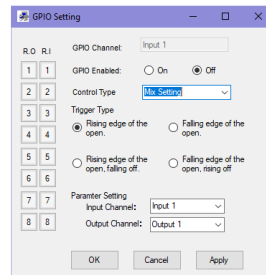 GPIO Setting
R.O R.I
GPIO Channel: Input 1
1 1
GPIO Enabled: On Off
2 2
Control Type Mix Setting
3 3
Trigger Type
4 4
Rising edge of the open.
Falling edge of the open.
5 5
Rising edge of the open, falling off.
Falling edge of the open, rising off
6 6
7 7
Paramter Setting
Input Channel: Input 1
8 8
Output Channel: Output 1
OK Cancel Apply